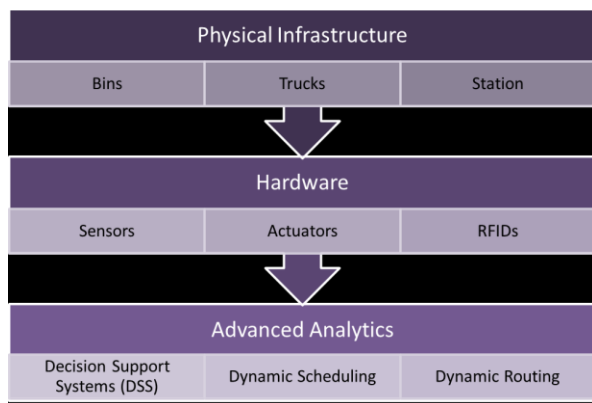 Physical Infrastructure
Bins
Trucks
Station
Hardware
Sensors
Actuators
RFIDs
Advanced Analytics
Decision Support
Systems (DSS)
Dynamic Scheduling
Dynamic Routing